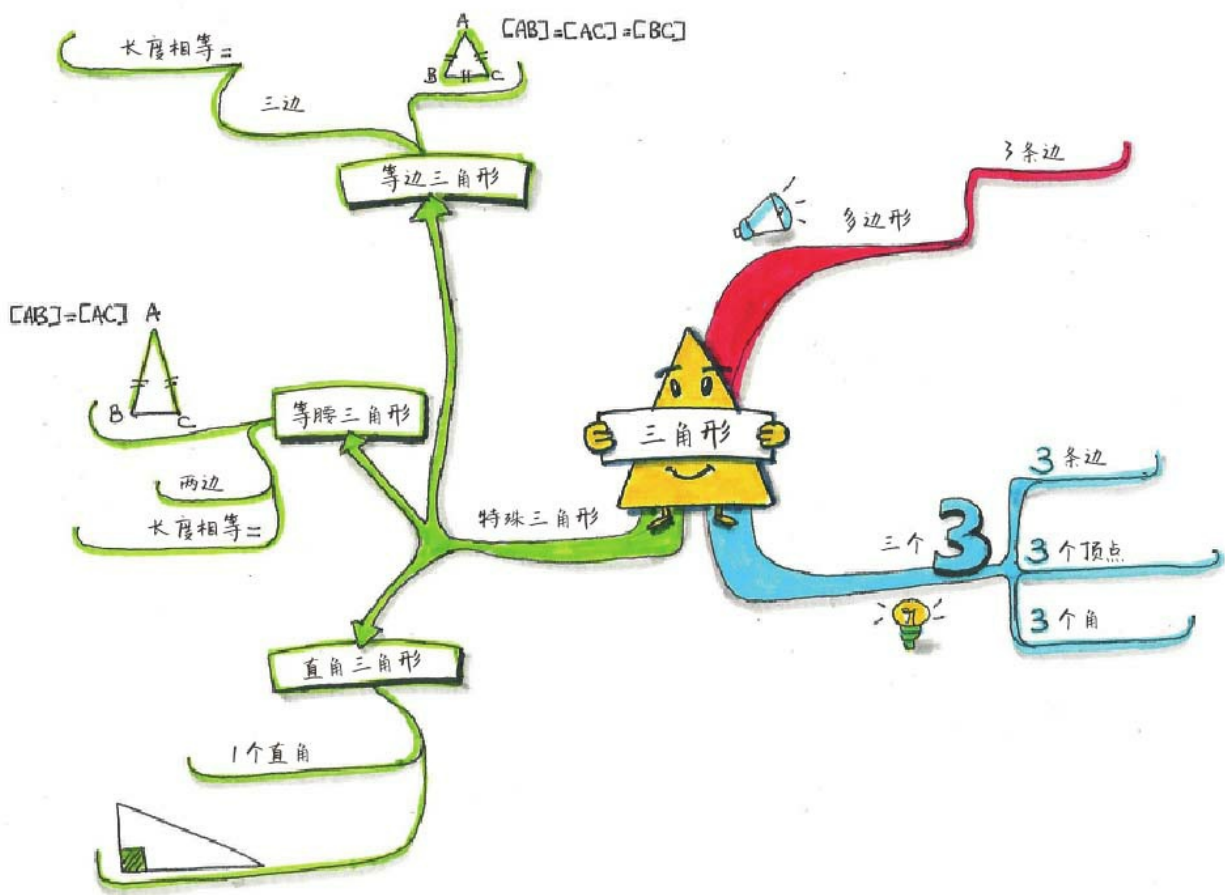 三角形
多边形
3条边
三个3
3条边
3个顶点
3个角
特殊三角形
等边三角形
三边
长度相等=
A
B
C
[AB]=[AC]=[BC]
等腰三角形
[AB]=[AC]
A
B
C
两边
长度相等=
直角三角形
1个直角